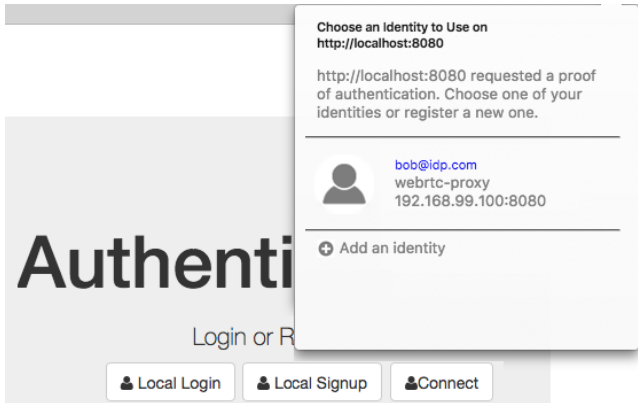 Choose an Identity to Use on
http://localhost:8080
http://localhost:8080 requested a proof
of authentication. Choose one of your
identities or register a new one.
bob@idp.com
webrtc-proxy
192.168.99.100:8080
Add an identity
Authenti
Login or R
Local Login
Local Signup
Connect